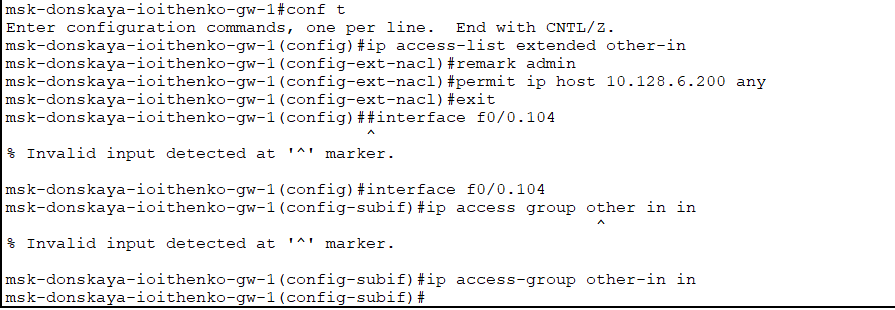 msk-donskaya-ioithenko-gw-1#conf t
Enter configuration commands, one per line.  End with CNTL/Z.
msk-donskaya-ioithenko-gw-1(config)#ip access-list extended other-in
msk-donskaya-ioithenko-gw-1(config-ext-nacl)#remark admin
msk-donskaya-ioithenko-gw-1(config-ext-nacl)#permit ip host 10.128.6.200 any
msk-donskaya-ioithenko-gw-1(config-ext-nacl)#exit
msk-donskaya-ioithenko-gw-1(config)##interface f0/0.104
^
% Invalid input detected at '^' marker.
msk-donskaya-ioithenko-gw-1(config)#interface f0/0.104
msk-donskaya-ioithenko-gw-1(config-subif)#ip access group other in in
^
% Invalid input detected at '^' marker.
msk-donskaya-ioithenko-gw-1(config-subif)#ip access-group other-in in
msk-donskaya-ioithenko-gw-1(config-subif)#